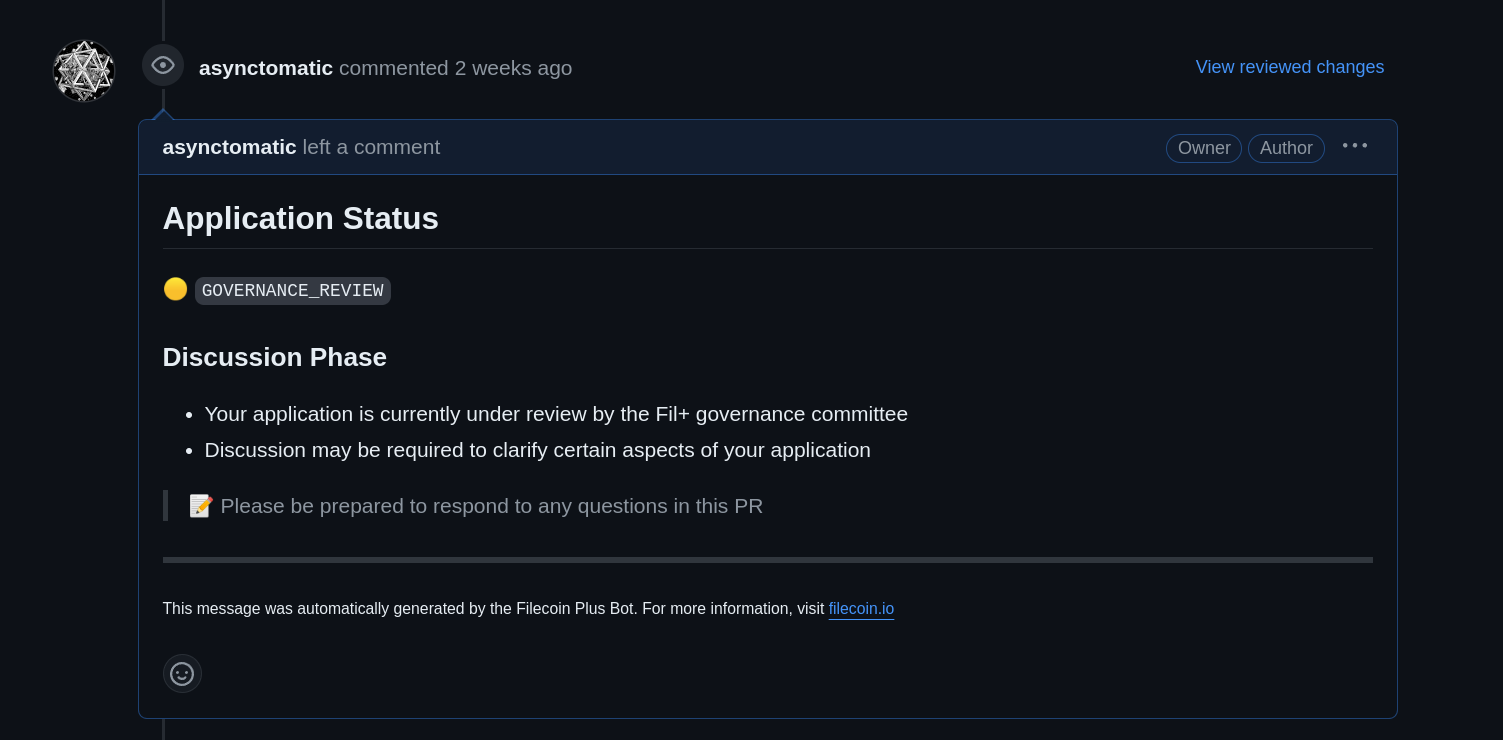 asynctomatic commented 2 weeks ago
View reviewed changes
asynctomatic left a comment
Owner
Author
Application Status
GOVERNANCE_REVIEW
Discussion Phase
Your application is currently under review by the Fil+ governance committee
Discussion may be required to clarify certain aspects of your application
📝 Please be prepared to respond to any questions in this PR
This message was automatically generated by the Filecoin Plus Bot. For more information, visit filecoin.io